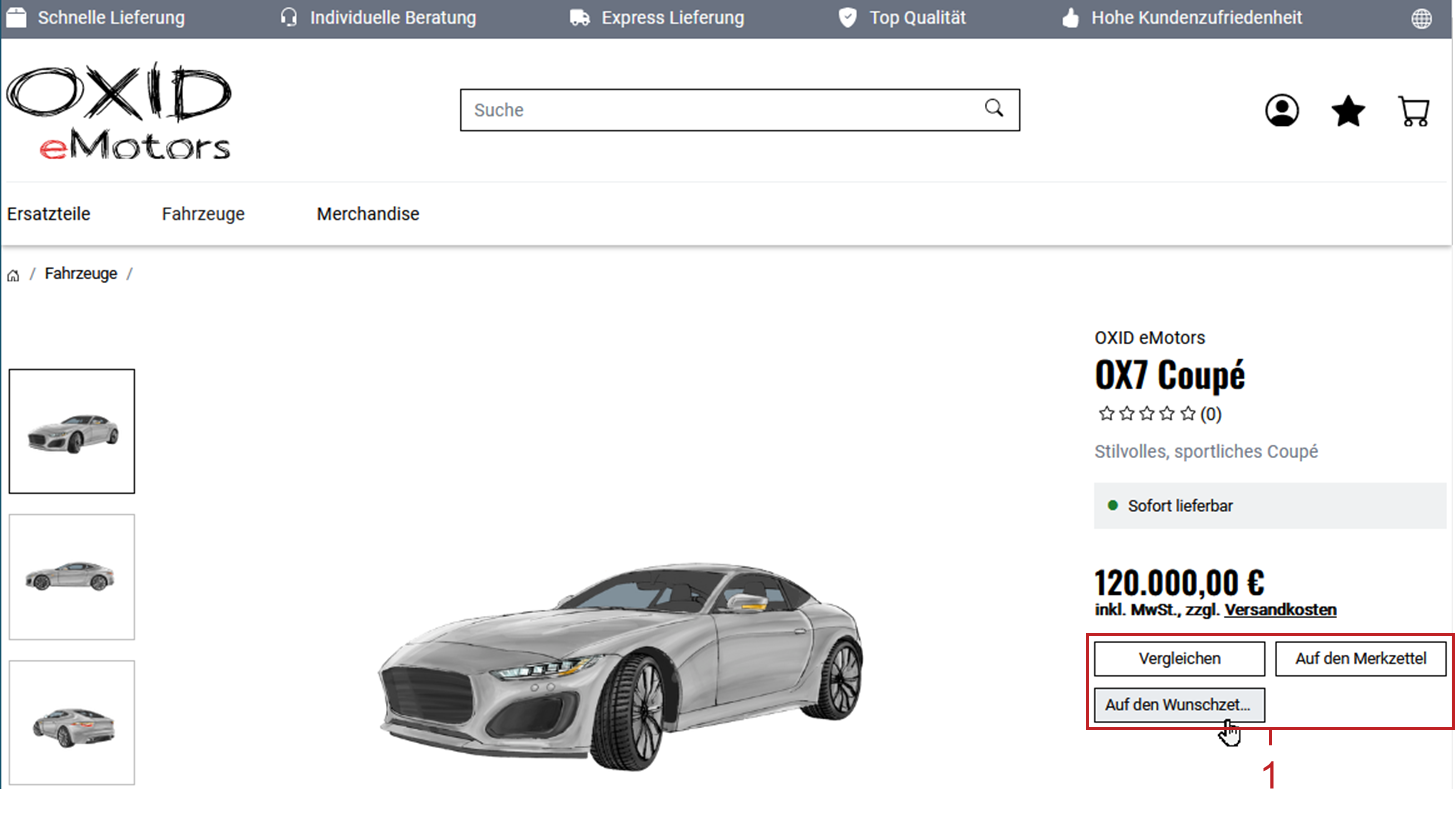 Schnelle Lieferung Individuelle Beratung Express Lieferung Top Qualität Hohe Kundenzufriedenheit
OXID
eMotors
Suche
Ersatzteile Fahrzeuge Merchandise
/ Fahrzeuge /
OXID eMotors
OX7 Coupé
(0)
Stilvolles, sportliches Coupé
Sofort lieferbar
120.000,00 €
inkl. MwSt., zzgl. Versandkosten
Vergleichen Auf den Merkzettel
Auf den Wunschzet...
1